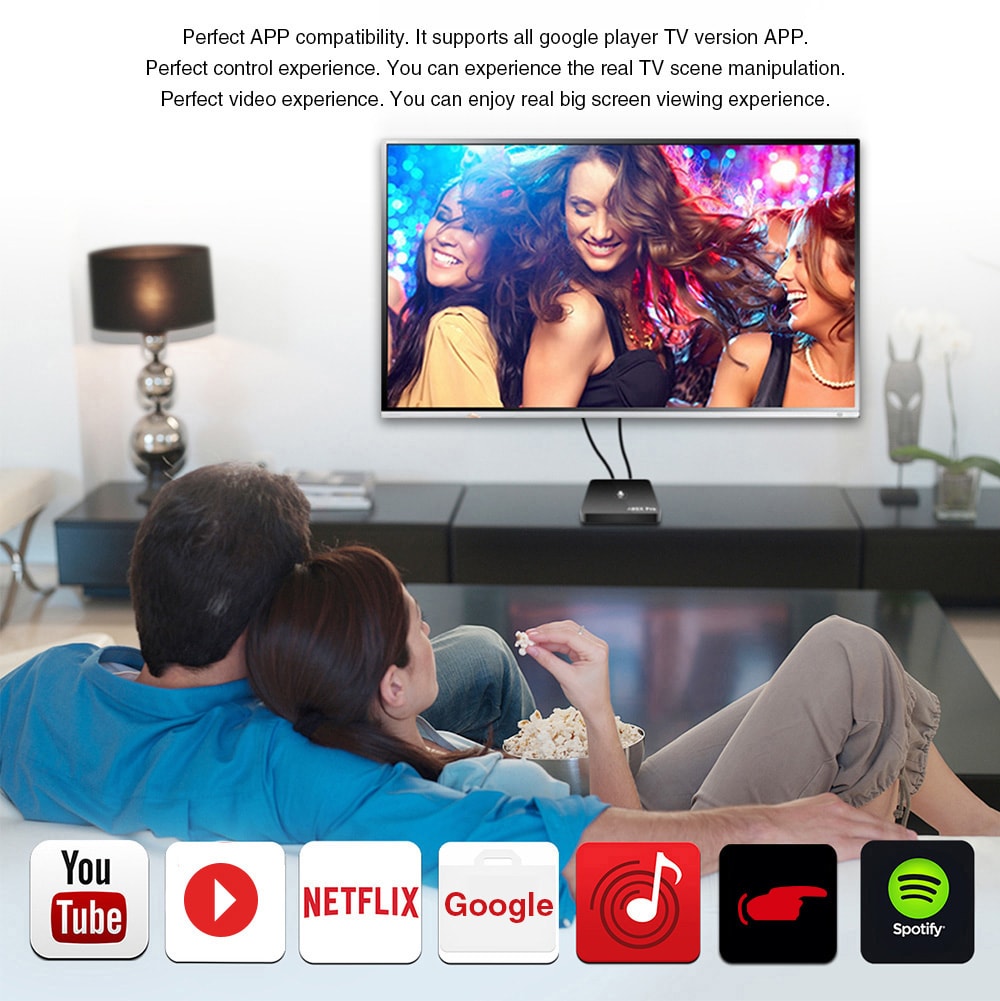 Perfect APP compatibility. It supports all google player TV version APP.
Perfect control experience. You can experience the real TV scene manipulation.
Perfect video experience. You can enjoy real big screen viewing experience.
You
Tube
NETFLIX
Google
Spotify